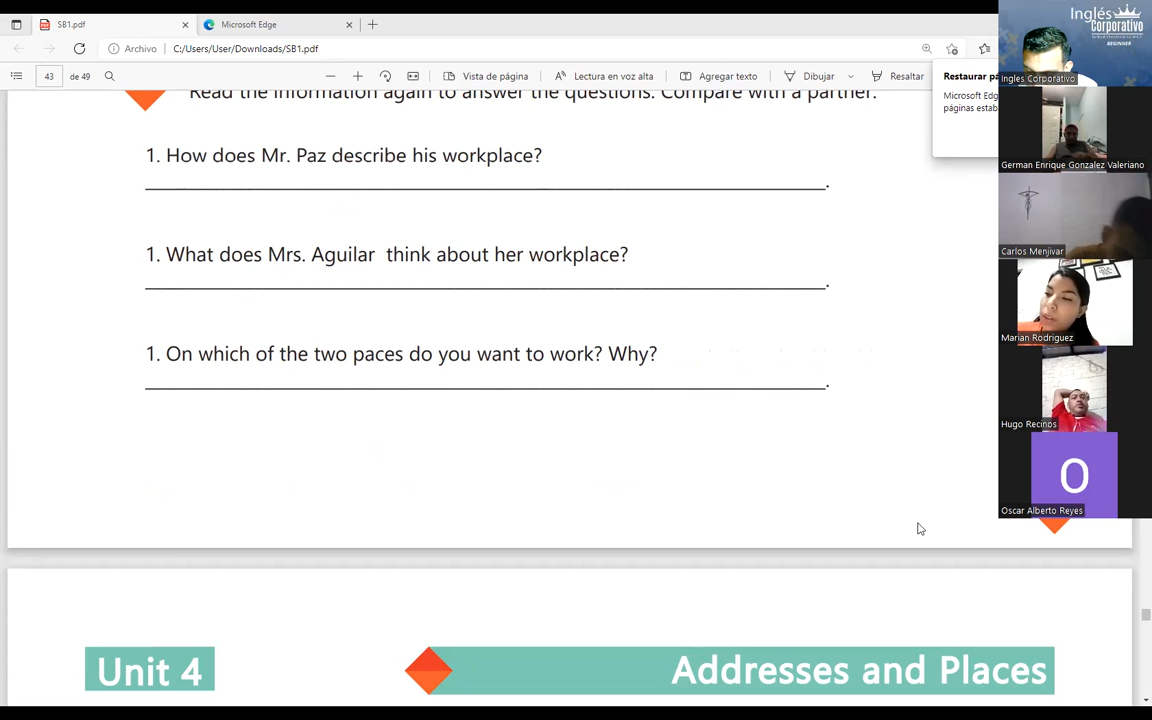 SB1.pdf
Microsoft Edge
Archivo
C:/Users/User/Downloads/SB1.pdf
43
de 49
Vista de página
Lectura en voz alta
Agregar texto
Dibujar
Resaltar
Restaurar pá
Microsoft Edg
páginas estab
Read the information again to answer the questions. Compare with a partner.
1. How does Mr. Paz describe his workplace?
1. What does Mrs. Aguilar think about her workplace?
1. On which of the two paces do you want to work? Why?
Unit 4
Addresses and Places
Inglés
Corporativo
BEGINNER
Ingles Corporativo
German Enrique Gonzalez Valeriano
Carlos Menjivar
Marian Rodriguez
Hugo Recinos
O
Oscar Alberto Reyes